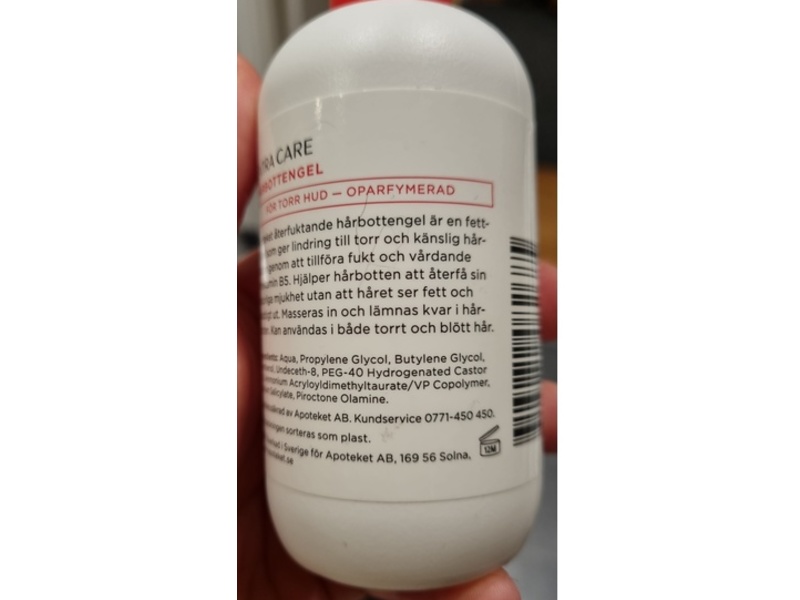 RA CARE
BOTTENGEL
FÖR TORR HUD – OPARFYMERAD
återfuktande hårbottengel är en fett-
som ger lindring till torr och känslig hår-
genom att tillföra fukt och vårdande
B5. Hjälper hårbotten att återfå sin
mjukhet utan att håret ser fett och
ut. Masseras in och lämnas kvar i hår-
Kan användas i både torrt och blött hår.
Aqua, Propylene Glycol, Butylene Glycol,
Undeceth-8, PEG-40 Hydrogenated Castor
Acryloyldimethyltaurate/VP Copolymer,
Salicylate, Piroctone Olamine.
av Apoteket AB. Kundservice 0771-450 450.
sorteras som plast.
i Sverige för Apoteket AB, 169 56 Solna,
12M